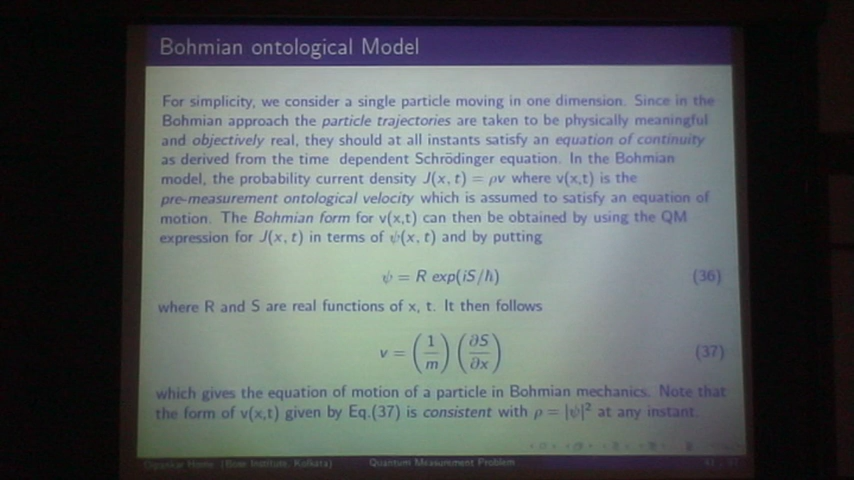 Bohmian ontological Model
For simplicity, we consider a single particle moving in one dimension. Since in the
Bohmian approach the particle trajectories are taken to be physically meaningful
and objectively real, they should at all instants satisfy an equation of continuity
as derived from the time dependent Schrödinger equation. In the Bohmian
model, the probability current density J(x, t) = ρv where v(x,t) is the
pre-measurement ontological velocity which is assumed to satisfy an equation of
motion. The Bohmian form for v(x,t) can then be obtained by using the QM
expression for J(x, t) in terms of ψ(x, t) and by putting
ψ = R exp(iS/ħ) (36)
where R and S are real functions of x, t. It then follows
v = (1/m) (∂S/∂x) (37)
which gives the equation of motion of a particle in Bohmian mechanics. Note that
the form of v(x,t) given by Eq.(37) is consistent with ρ = |ψ|² at any instant.
Dipankar Home (Bose Institute, Kolkata) Quantum Measurement Problem